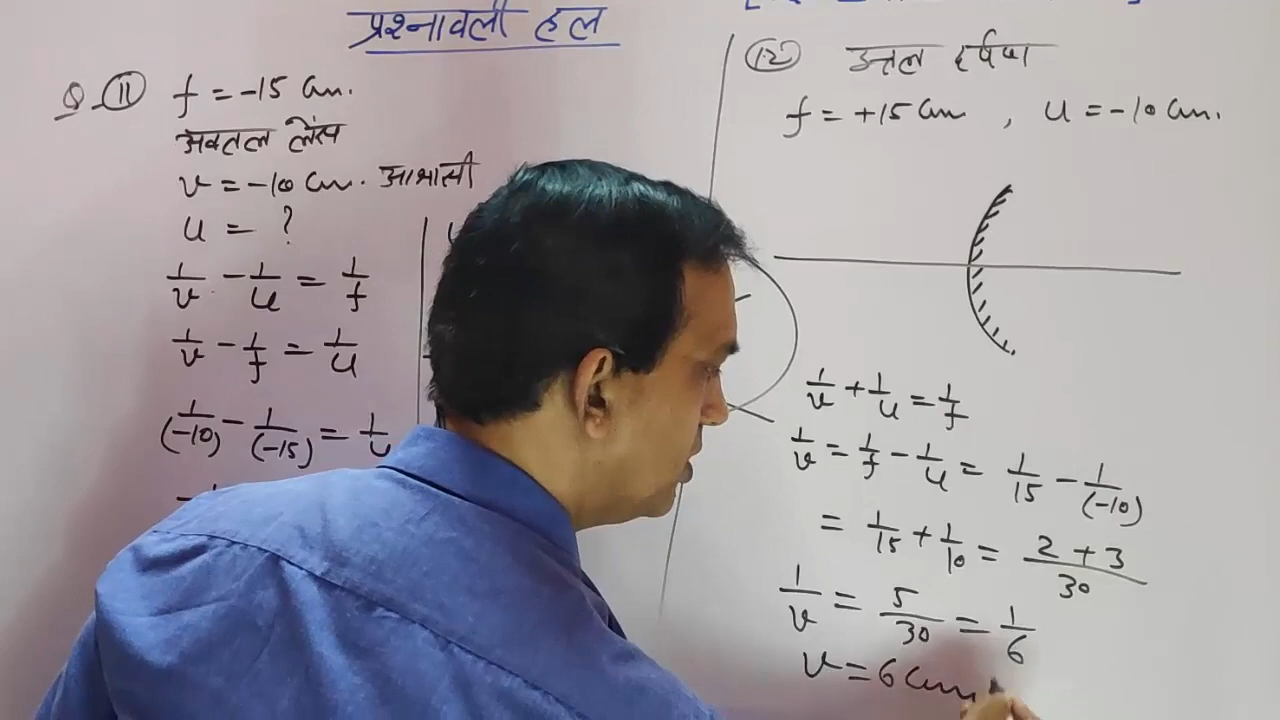 प्रश्नावली हल
Q. 11 f = -15 cm.
अवतल लेंस
v = -10 cm. आभासी
u = ?
1/v - 1/u = 1/f
1/v - 1/f = 1/u
1/(-10) - 1/(-15) = 1/u
12 उत्तल दर्पण
f = +15 cm , u = -10 cm.
1/v + 1/u = 1/f
1/v = 1/f - 1/u = 1/15 - 1/(-10)
= 1/15 + 1/10 = 2 + 3/30
1/v = 5/30 = 1/6
v = 6 cm